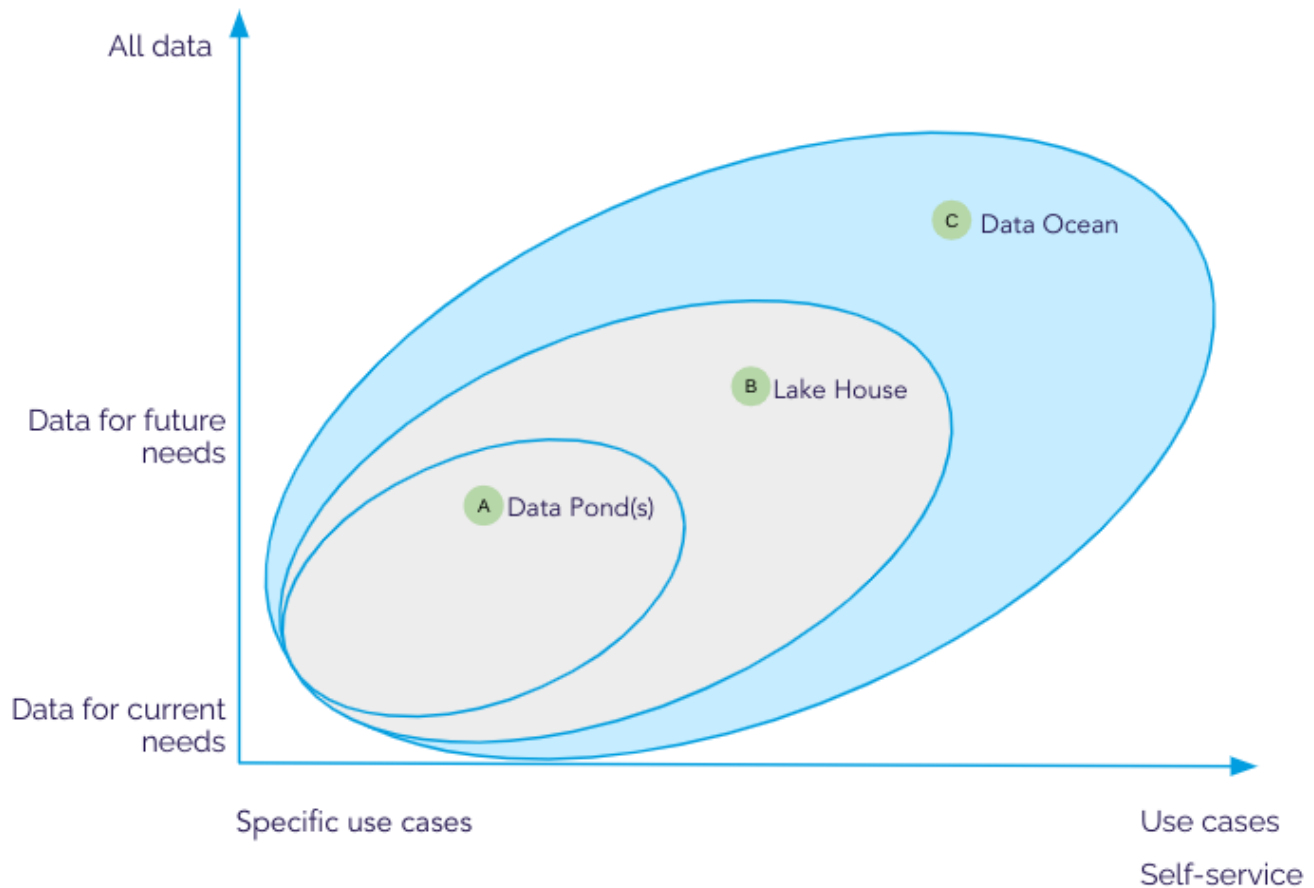 All data
C Data Ocean
B Lake House
Data for future
needs
A Data Pond(s)
Data for current
needs
Specific use cases
Use cases
Self-service